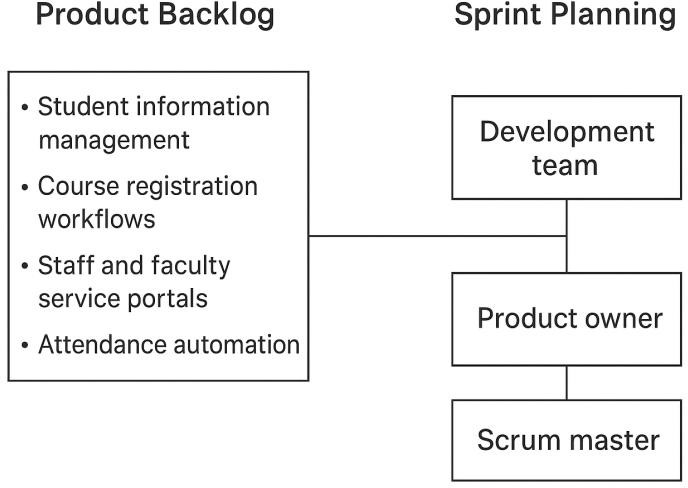 Product Backlog
• Student information
management
• Course registration
workflows
• Staff and faculty
service portals
• Attendance automation
Sprint Planning
Development
team
Product owner
Scrum master